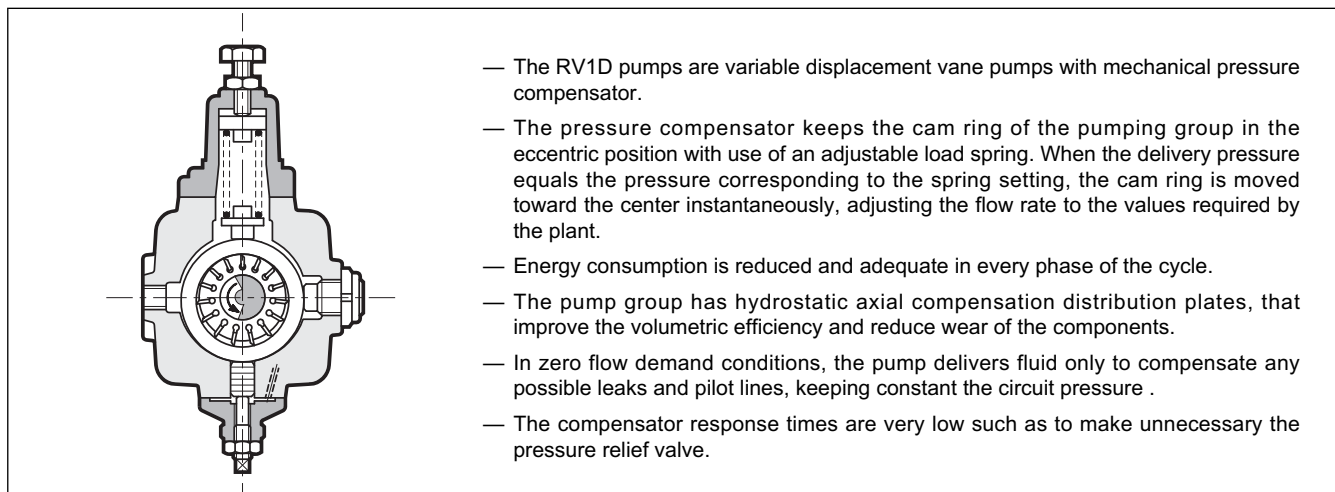 — The RV1D pumps are variable displacement vane pumps with mechanical pressure
compensator.
— The pressure compensator keeps the cam ring of the pumping group in the
eccentric position with use of an adjustable load spring. When the delivery pressure
equals the pressure corresponding to the spring setting, the cam ring is moved
toward the center instantaneously, adjusting the flow rate to the values required by
the plant.
— Energy consumption is reduced and adequate in every phase of the cycle.
— The pump group has hydrostatic axial compensation distribution plates, that
improve the volumetric efficiency and reduce wear of the components.
— In zero flow demand conditions, the pump delivers fluid only to compensate any
possible leaks and pilot lines, keeping constant the circuit pressure .
— The compensator response times are very low such as to make unnecessary the
pressure relief valve.